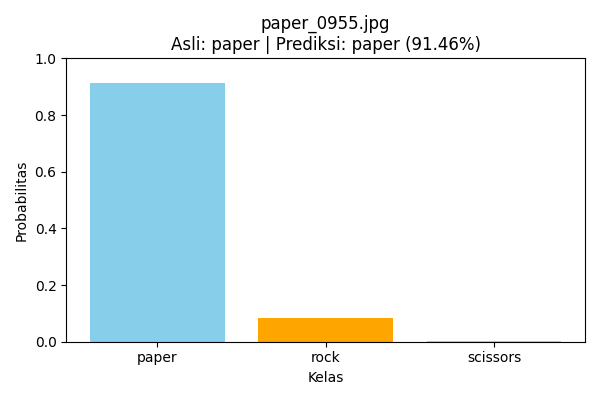 paper_0955.jpg
Asli: paper | Prediksi: paper (91.46%)
Probabilitas
1.0
0.8
0.6
0.4
0.2
0.0
paper rock scissors
Kelas